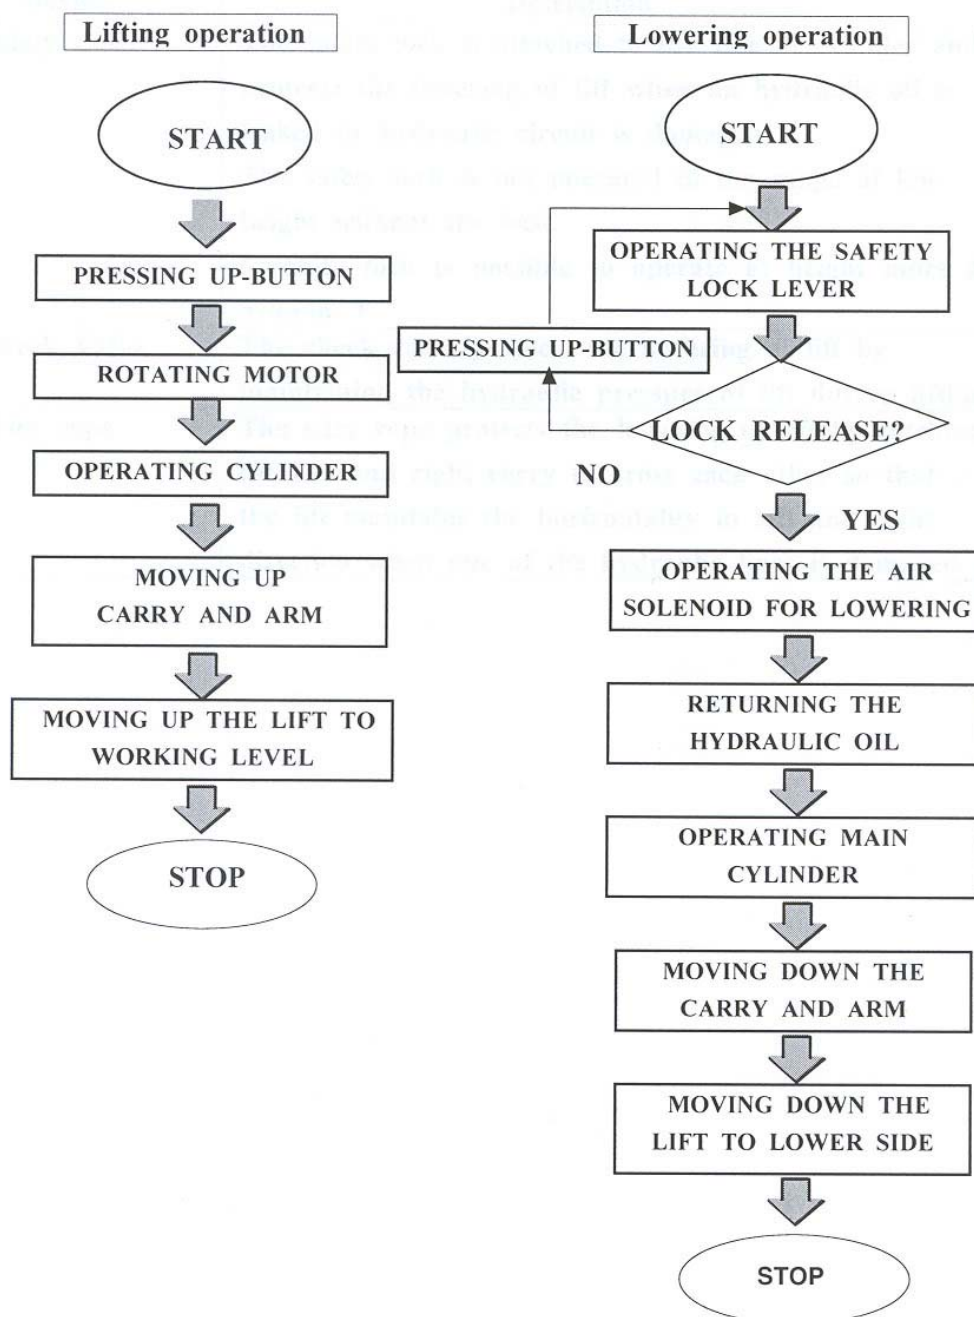 Lifting operation
START
PRESSING UP-BUTTON
ROTATING MOTOR
OPERATING CYLINDER
MOVING UP
CARRY AND ARM
MOVING UP THE LIFT TO
WORKING LEVEL
STOP
Lowering operation
START
OPERATING THE SAFETY
LOCK LEVER
PRESSING UP-BUTTON
LOCK RELEASE?
NO
YES
OPERATING THE AIR
SOLENOID FOR LOWERING
RETURNING THE
HYDRAULIC OIL
OPERATING MAIN
CYLINDER
MOVING DOWN THE
CARRY AND ARM
MOVING DOWN THE
LIFT TO LOWER SIDE
STOP